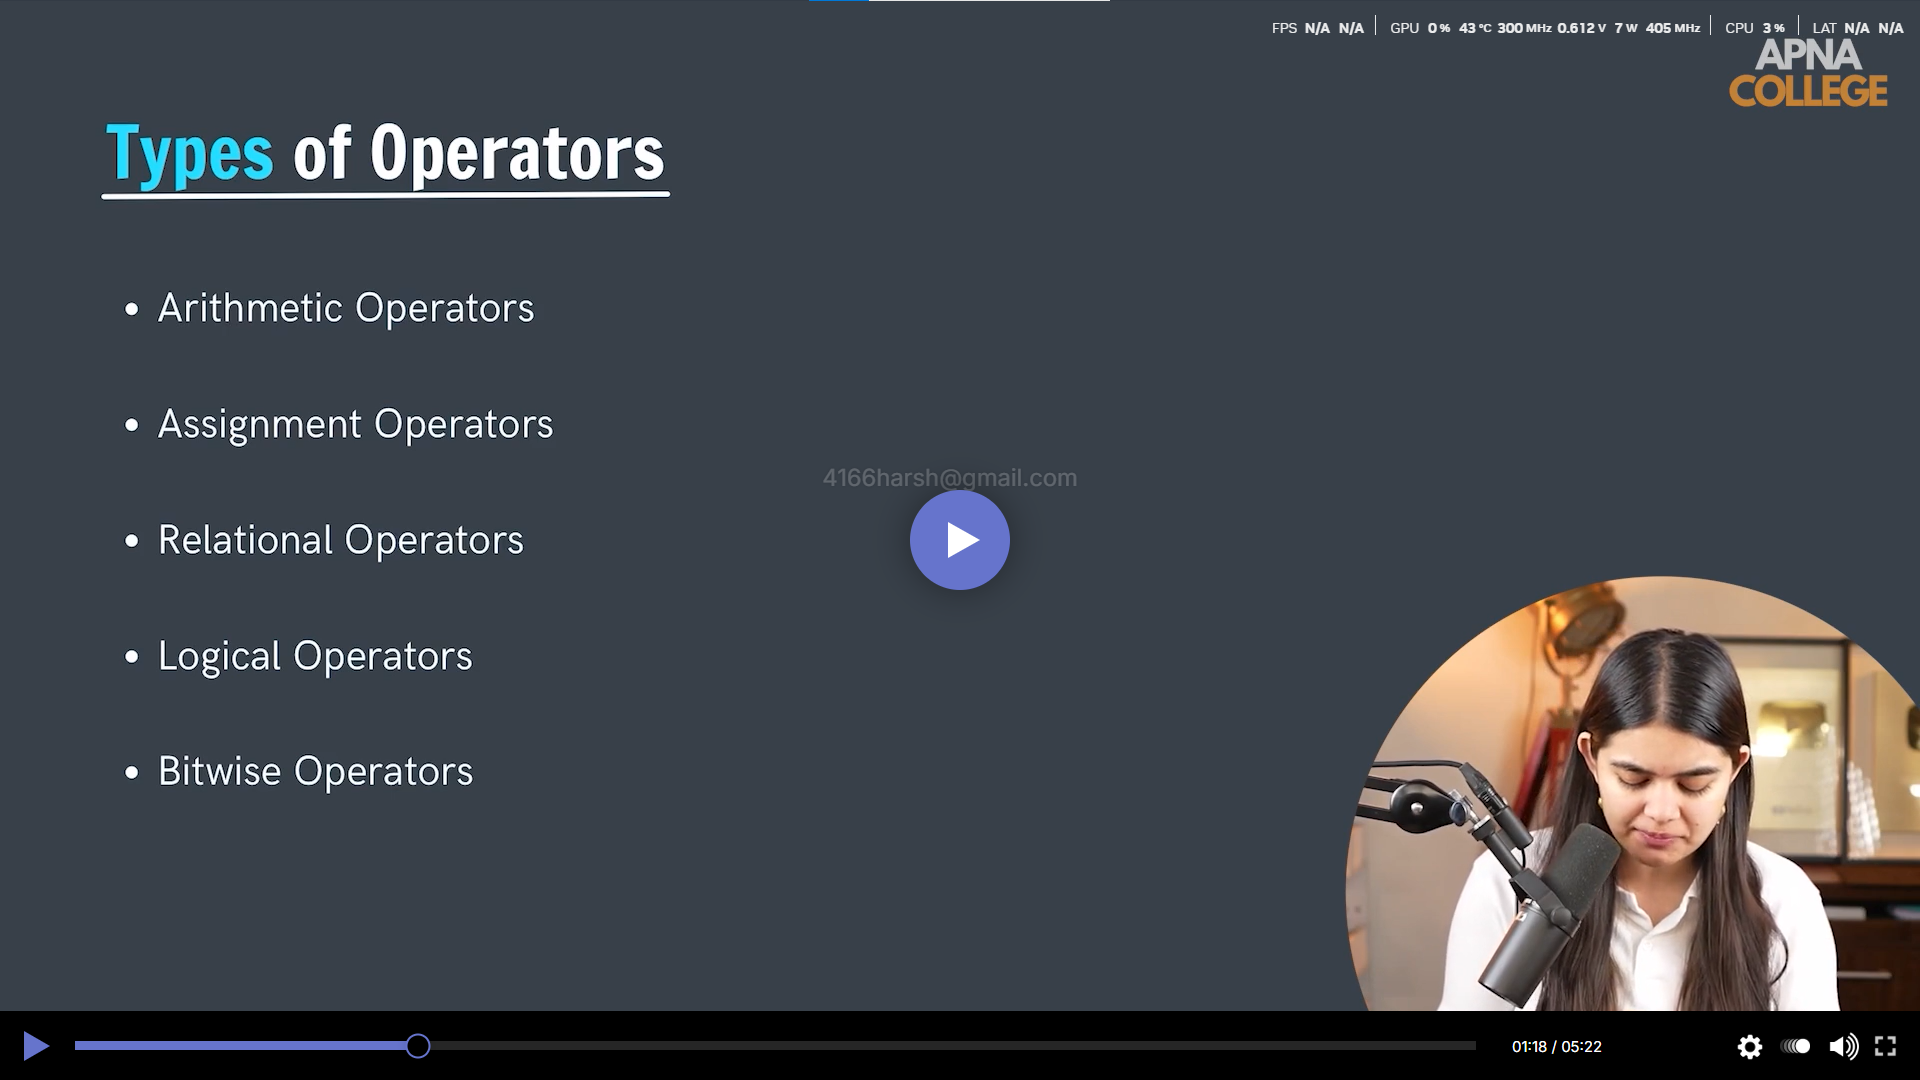 FPS N/A N/A GPU 0 % 43 °C 300 MHz 0.612 V 7 W 405 MHz CPU 3 % LAT N/A N/A
APNA
COLLEGE
Types of Operators
• Arithmetic Operators
• Assignment Operators
4166harsh@gmail.com
• Relational Operators
• Logical Operators
• Bitwise Operators
01:18 / 05:22